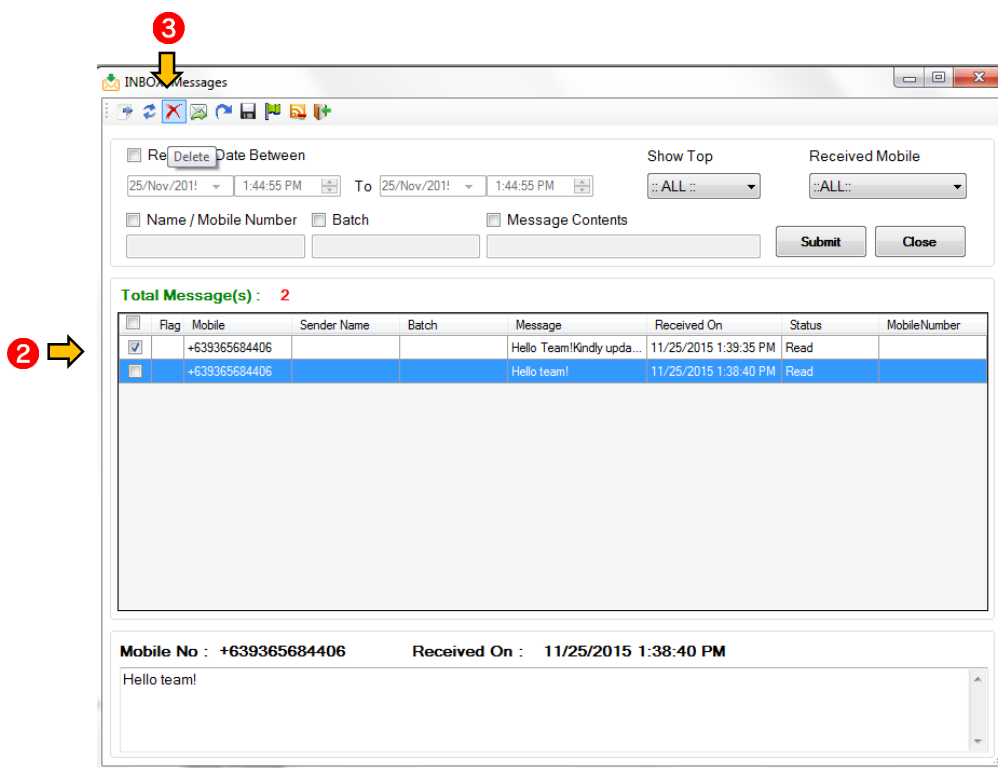 3
INBOX Messages
Re Delete Date Between
Show Top
Received Mobile
25/Nov/201! 1:44:55 PM To 25/Nov/201! 1:44:55 PM
:: ALL ::
::ALL::
Name / Mobile Number
Batch
Message Contents
Submit
Close
Total Message(s) : 2
Flag Mobile Sender Name Batch Message Received On Status MobileNumber
2
+639365684406 Hello Team!Kindly upda... 11/25/2015 1:39:35 PM Read
+639365684406 Hello team! 11/25/2015 1:38:40 PM Read
Mobile No : +639365684406 Received On : 11/25/2015 1:38:40 PM
Hello team!